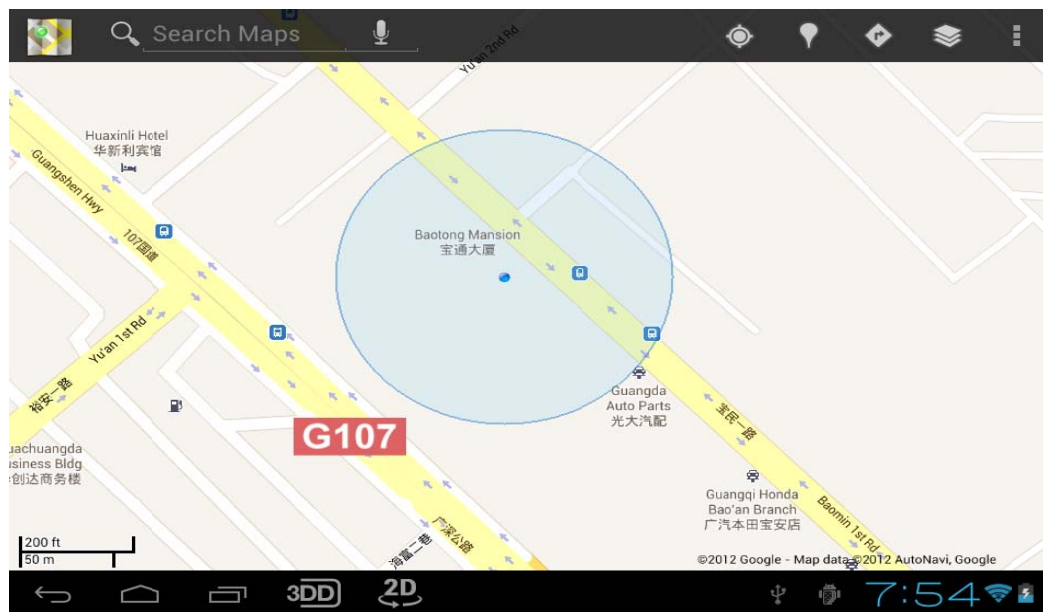 Search Maps
Yu'an 2nd Rd
Huaxinli Hotel
华新利宾馆
Guangshen Hwy
107国道
Baotong Mansion
宝通大厦
Yu'an 1st Rd
裕安一路
Guangda
Auto Parts
光大汽配
宝民一路
G107
uachuangda
usiness Bldg
创达商务楼
Guangqi Honda
Bao'an Branch
广汽本田宝安店
Baomin 1st Rd
广深公路
海富二巷
200 ft
50 m
©2012 Google - Map data ©2012 AutoNavi, Google
3DD
2D
7:54